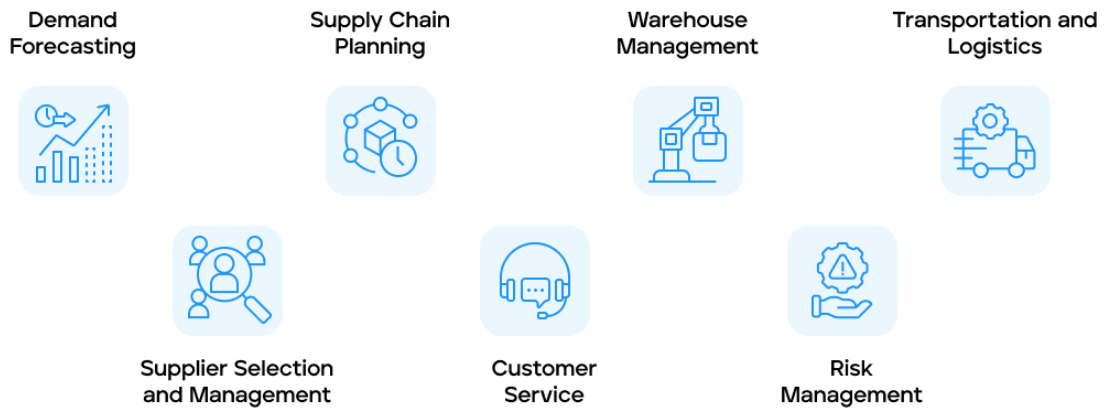 Demand
Forecasting
Supply Chain
Planning
Warehouse
Management
Transportation and
Logistics
Supplier Selection
and Management
Customer
Service
Risk
Management